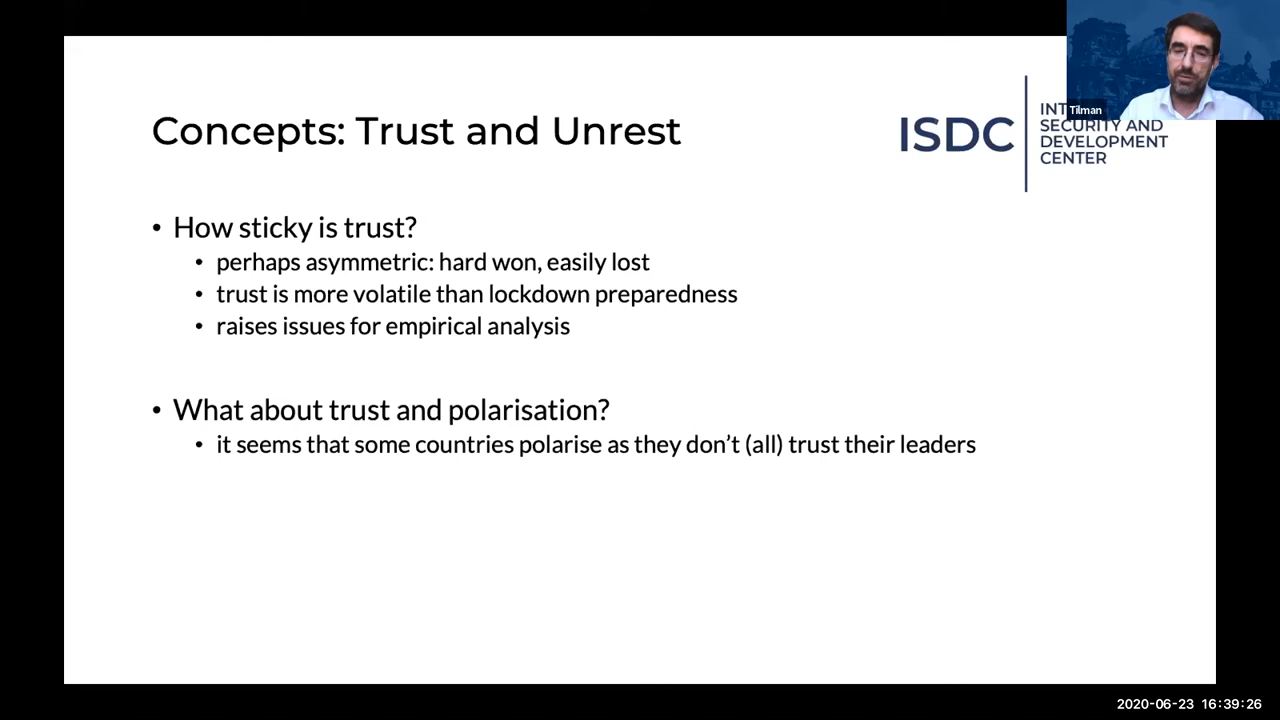 Tilman
Concepts: Trust and Unrest
ISDC
INT
SECURITY AND
DEVELOPMENT
CENTER
• How sticky is trust?
• perhaps asymmetric: hard won, easily lost
• trust is more volatile than lockdown preparedness
• raises issues for empirical analysis
• What about trust and polarisation?
• it seems that some countries polarise as they don’t (all) trust their leaders
2020-06-23 16:39:26